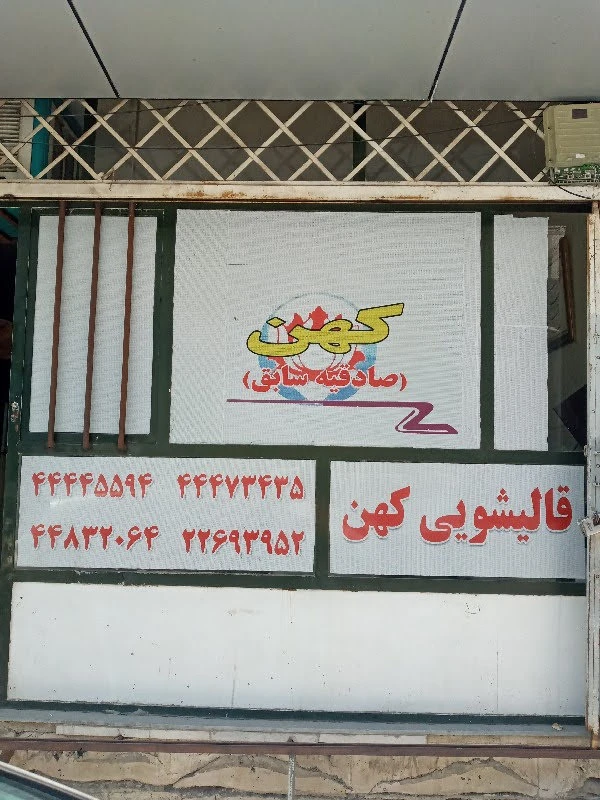 کهن
(صادقیه سابق)
قالیشویی کهن
۴۴۴۷۳۴۳۵ ۴۴۴۴۵۵۹۴
۲۲۶۹۳۹۵۲ ۴۴۸۳۲۰۶۴